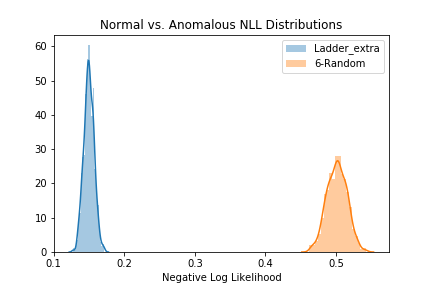 Normal vs. Anomalous NLL Distributions
Ladder_extra
6-Random
60
50
40
30
20
10
0
0.1 0.2 0.3 0.4 0.5
Negative Log Likelihood